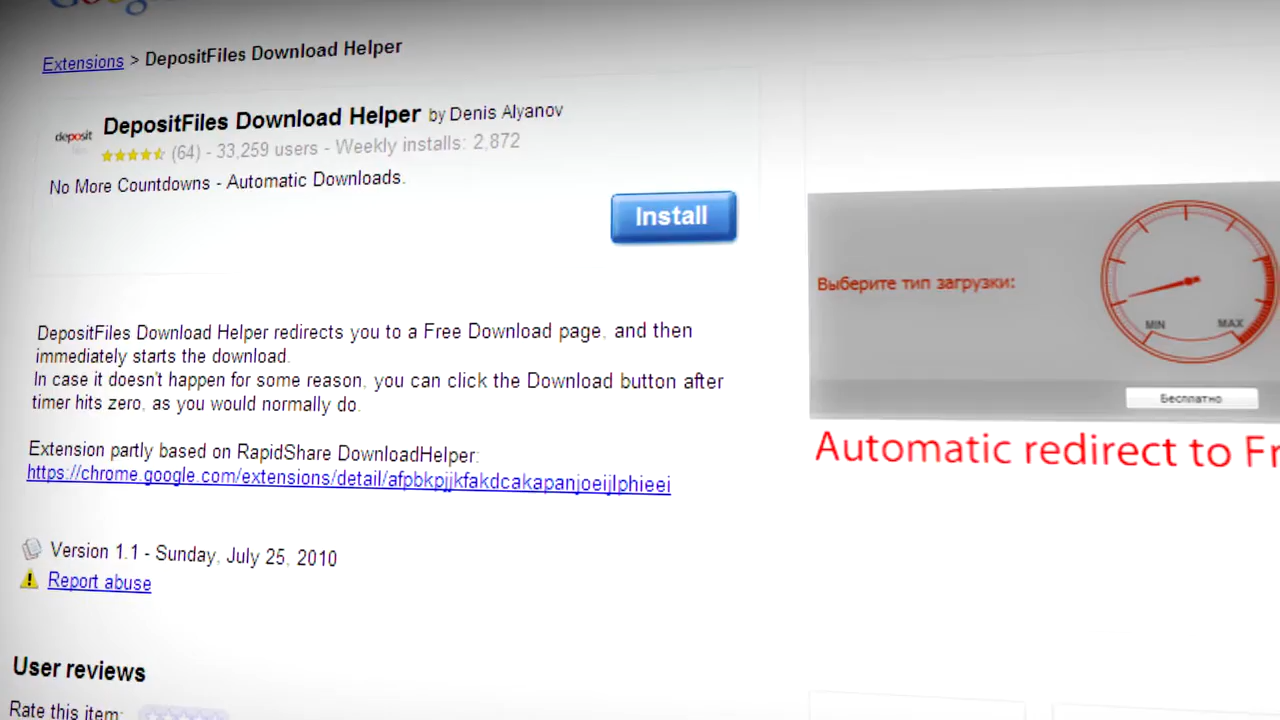 Extensions > DepositFiles Download Helper
deposit
DepositFiles Download Helper by Denis Alyanov
(64) - 33,259 users - Weekly installs: 2,872
No More Countdowns - Automatic Downloads.
Install
Выберите тип загрузки:
MIN MAX
Бесплатно
Automatic redirect to Fr
DepositFiles Download Helper redirects you to a Free Download page, and then
immediately starts the download.
In case it doesn't happen for some reason, you can click the Download button after
timer hits zero, as you would normally do.
Extension partly based on RapidShare DownloadHelper:
https://chrome.google.com/extensions/detail/afpbkpjjkfakdcakapanjoeijlphieei
Version 1.1 - Sunday, July 25, 2010
Report abuse
User reviews
Rate this item: